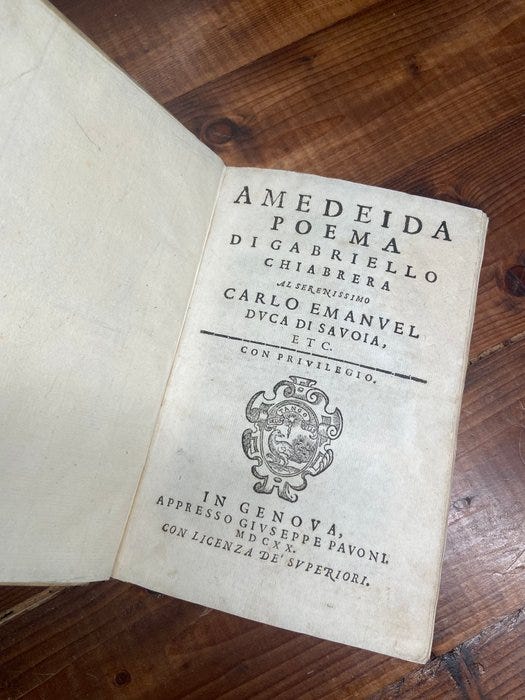 AMEDEIDA
POEMA
DI GABRIELLO
CHIABRERA
AL SERENISSIMO
CARLO EMANVEL
DVCA DI SAVOIA,
ETC.
CON PRIVILEGIO.
TANGO
IN GENOVA,
APPRESSO GIVSEPPE PAVONI.
MDCXX.
CON LICENZA DE' SVPERIORI.